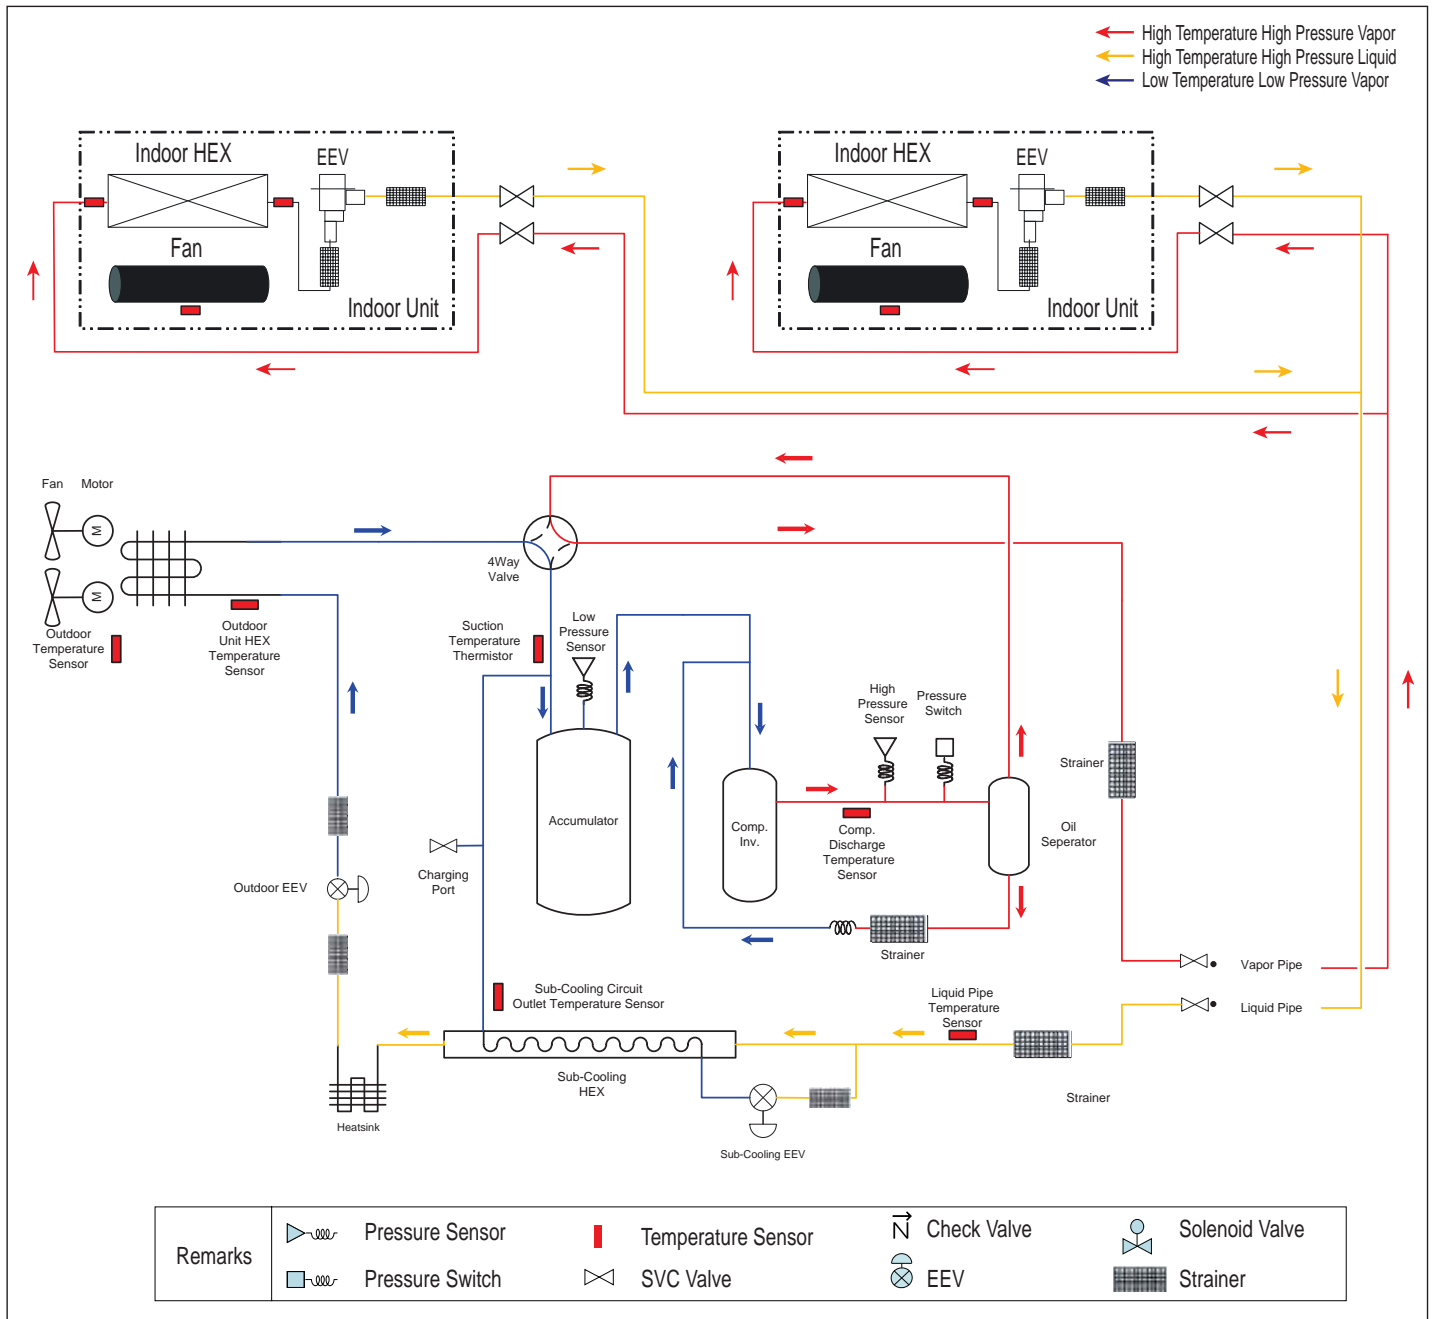 High Temperature High Pressure Vapor
High Temperature High Pressure Liquid
Low Temperature Low Pressure Vapor
Indoor HEX
EEV
Fan
Indoor Unit
Indoor HEX
EEV
Fan
Indoor Unit
Fan
Motor
M
M
4Way
Valve
Outdoor
Temperature
Sensor
Outdoor
Unit HEX
Temperature
Sensor
Suction
Temperature
Thermistor
Low
Pressure
Sensor
High
Pressure
Sensor
Pressure
Switch
Strainer
Accumulator
Comp.
Inv.
Comp.
Discharge
Temperature
Sensor
Oil
Seperator
Charging
Port
Outdoor EEV
Strainer
Vapor Pipe
Liquid Pipe
Sub-Cooling Circuit
Outlet Temperature Sensor
Liquid Pipe
Temperature
Sensor
Sub-Cooling
HEX
Strainer
Heatsink
Sub-Cooling EEV
Remarks
Pressure Sensor
Temperature Sensor
N
Check Valve
Solenoid Valve
Pressure Switch
SVC Valve
EEV
Strainer